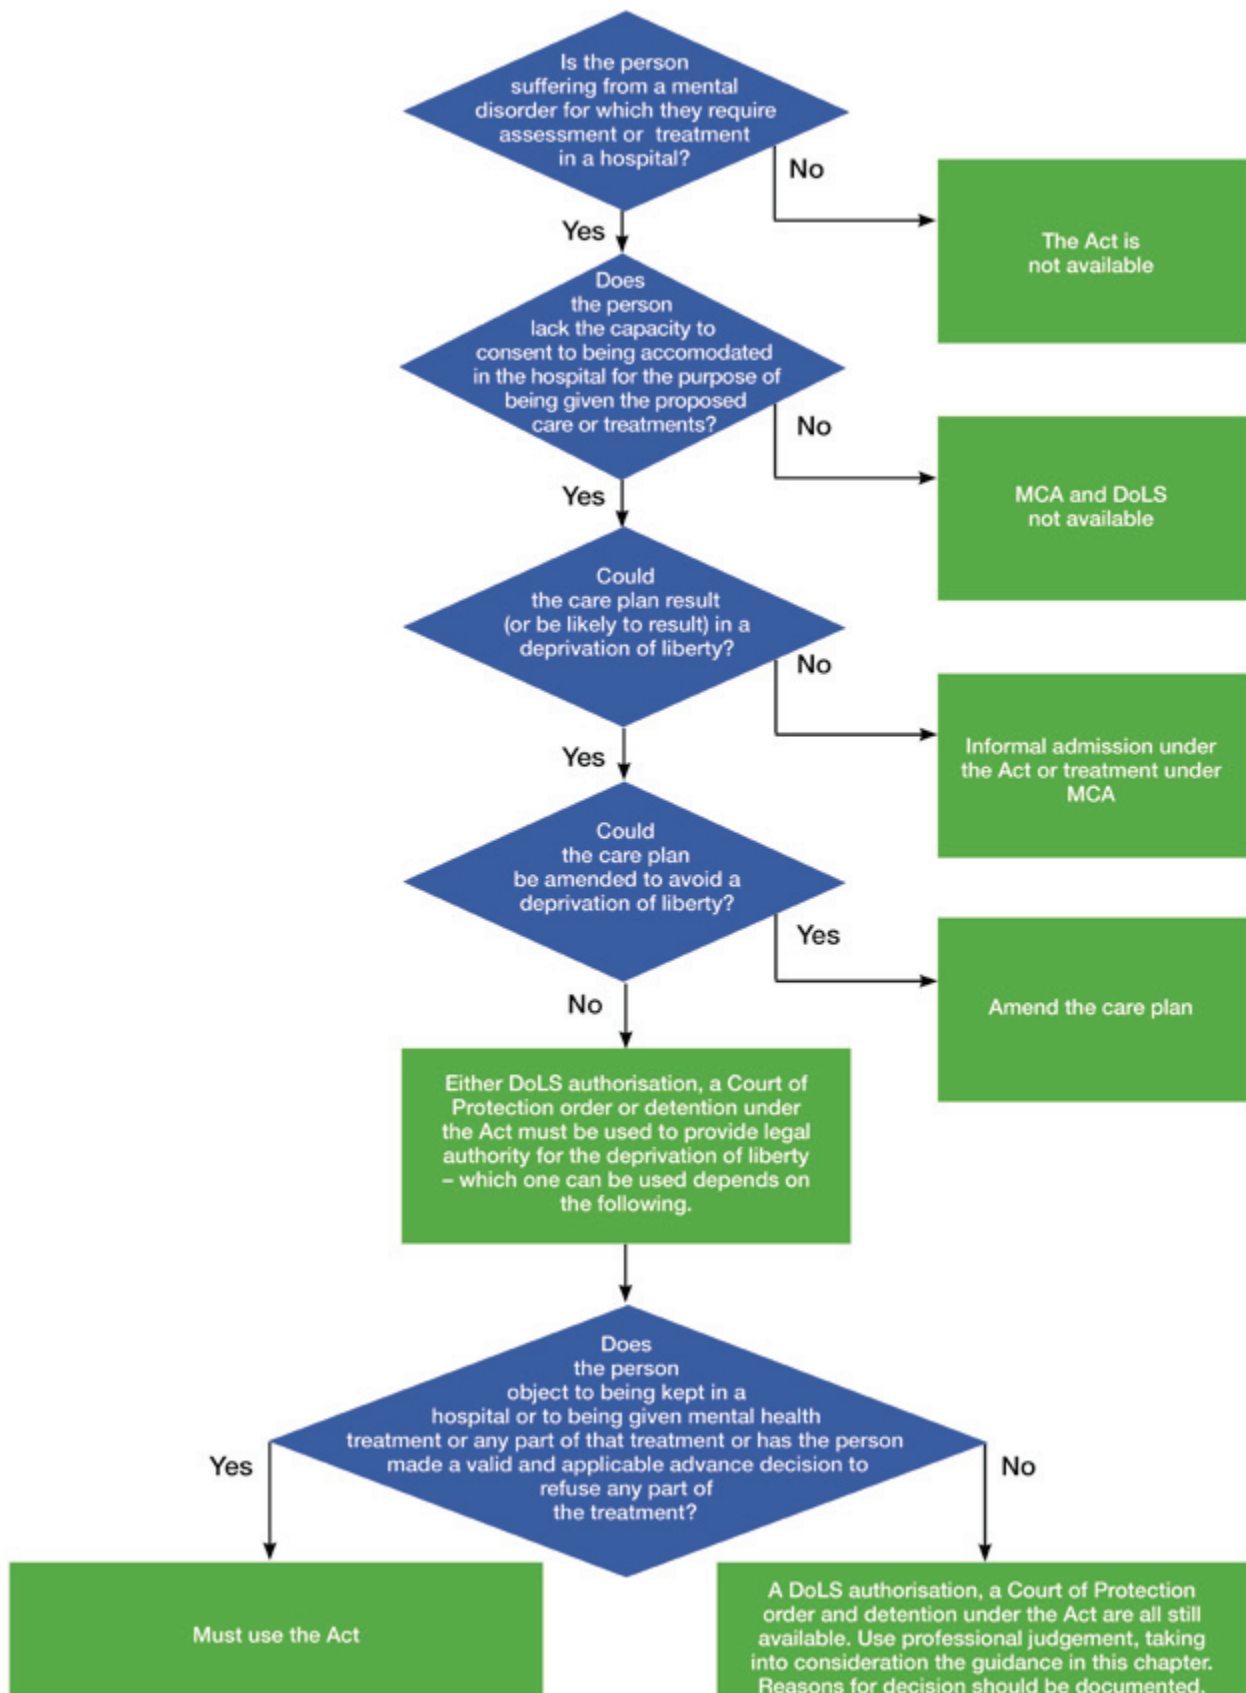 Is the person
suffering from a mental
disorder for which they require
assessment or treatment
in a hospital?
No
The Act is
not available
Yes
Does
the person
lack the capacity to
consent to being accomodated
in the hospital for the purpose of
being given the proposed
care or treatments?
No
MCA and DoLS
not available
Yes
Could
the care plan result
(or be likely to result) in a
deprivation of liberty?
No
Informal admission under
the Act or treatment under
MCA
Yes
Could
the care plan
be amended to avoid a
deprivation of liberty?
Yes
Amend the care plan
No
Either DoLS authorisation, a Court of
Protection order or detention under
the Act must be used to provide legal
authority for the deprivation of liberty
– which one can be used depends on
the following.
Does
the person
object to being kept in a
hospital or to being given mental health
treatment or any part of that treatment or has the person
made a valid and applicable advance decision to
refuse any part of
the treatment?
Yes
No
Must use the Act
A DoLS authorisation, a Court of Protection
order and detention under the Act are all still
available. Use professional judgement, taking
into consideration the guidance in this chapter.
Reasons for decision should be documented.